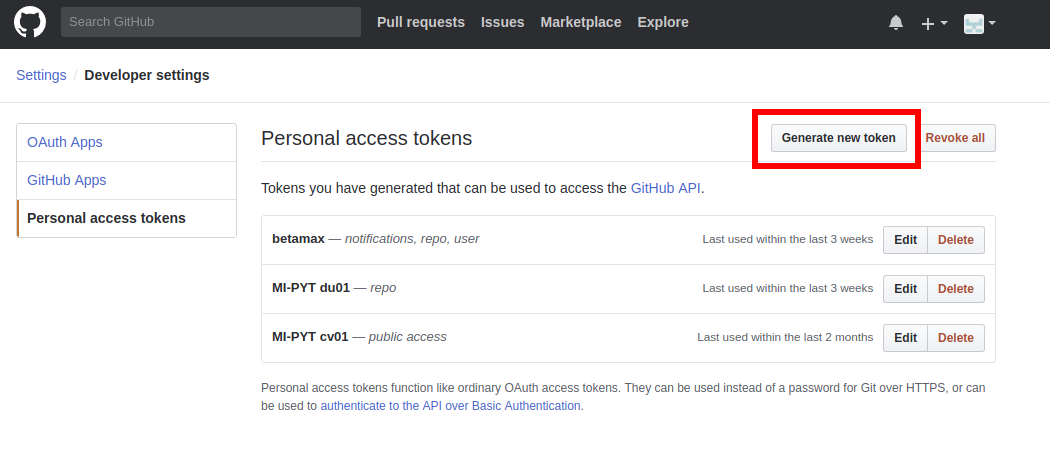 Search GitHub Pull requests Issues Marketplace Explore
Settings / Developer settings
OAuth Apps
GitHub Apps
Personal access tokens
Personal access tokens Generate new token Revoke all
Tokens you have generated that can be used to access the GitHub API.
betamax — notifications, repo, user Last used within the last 3 weeks Edit Delete
MI-PYT du01 — repo Last used within the last 3 weeks Edit Delete
MI-PYT cv01 — public access Last used within the last 2 months Edit Delete
Personal access tokens function like ordinary OAuth access tokens. They can be used instead of a password for Git over HTTPS, or can
be used to authenticate to the API over Basic Authentication.